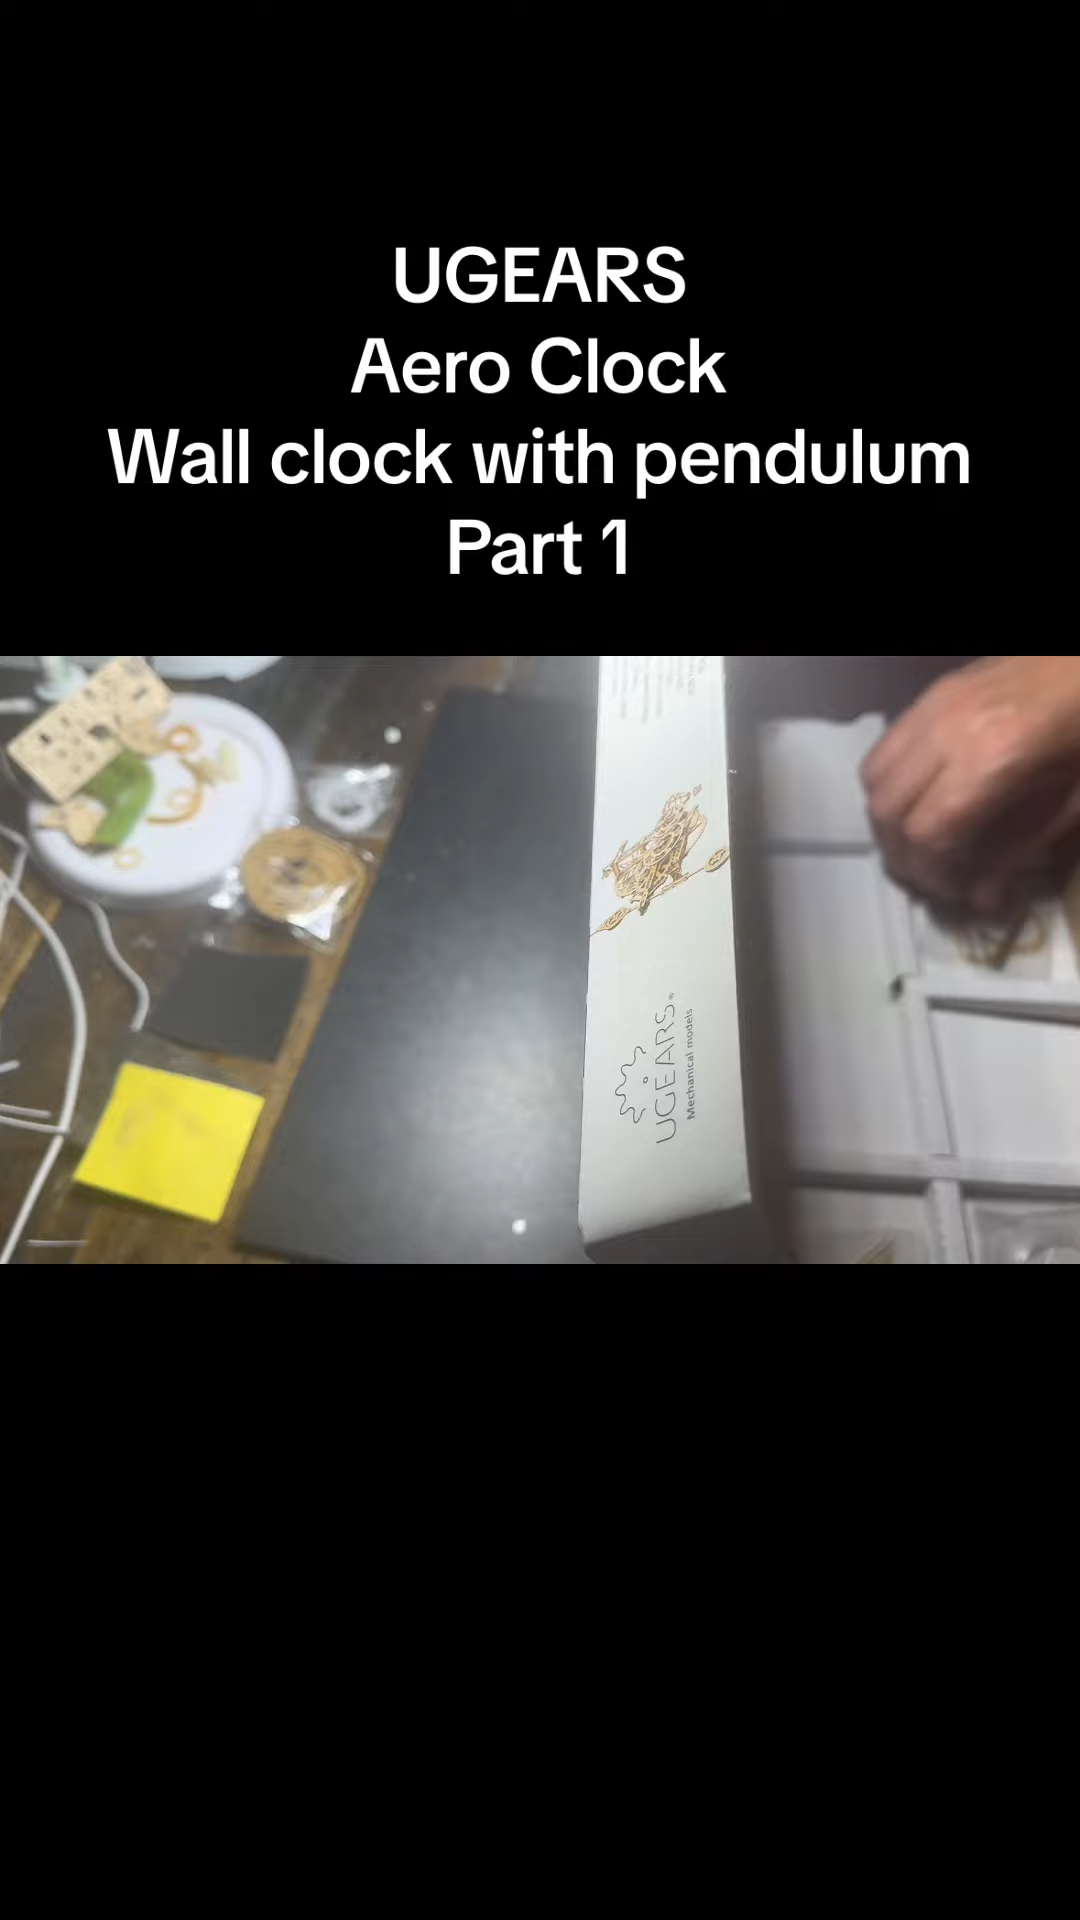 UGEARS
Aero Clock
Wall clock with pendulum
Part 1
UGEARS®
Mechanical models